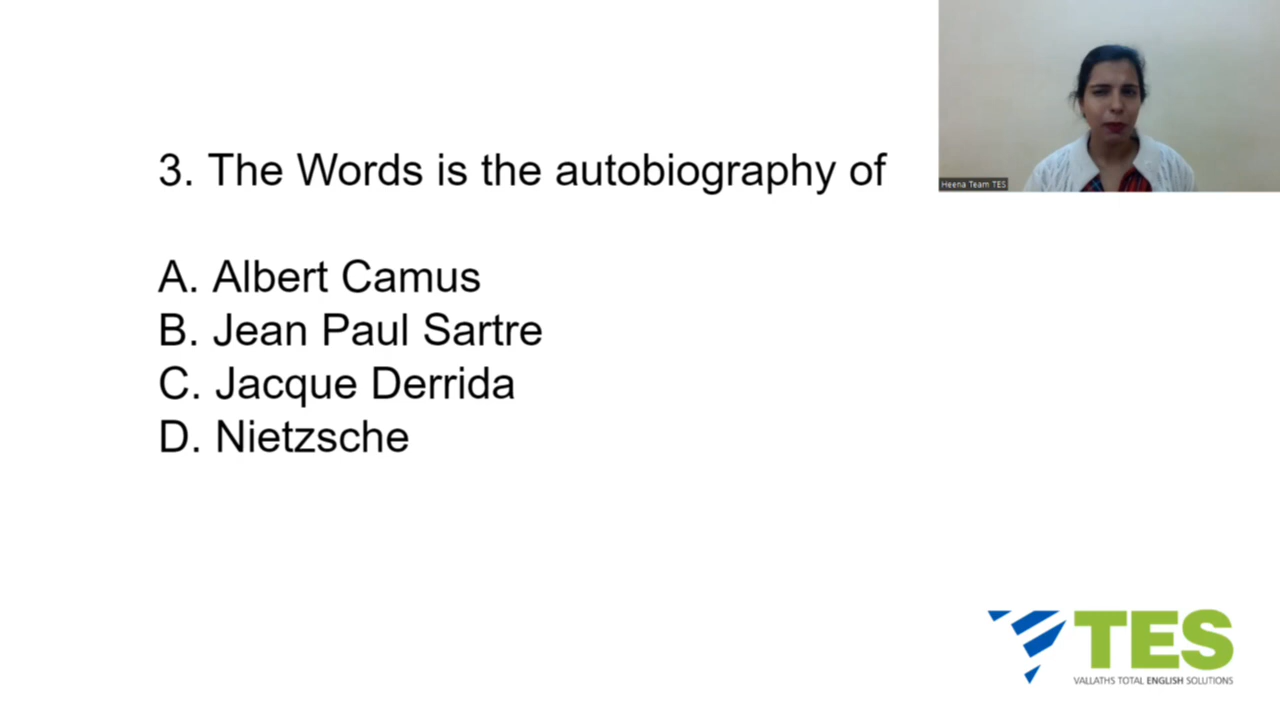 3. The Words is the autobiography of
A. Albert Camus
B. Jean Paul Sartre
C. Jacque Derrida
D. Nietzsche
Heena Team TES
TES
VALLATHS TOTAL ENGLISH SOLUTIONS